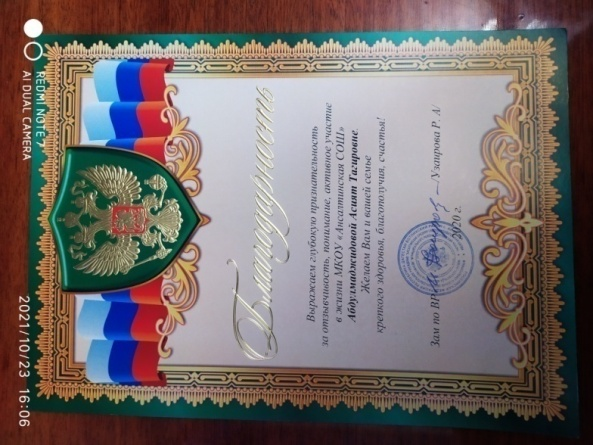 Благодарность
Выражаем глубокую признательность
за отзывчивость, понимание, активное участие
в жизни МКОУ «Ансалтинская СОШ»
Абдулмаджидовой Асият Тагировне.
Желаем Вам и вашей семье
крепкого здоровья, благополучия, счастья!
Зам по ВР /Узаирова Р. А/
2020 г.
REDMI NOTE 7
AI DUAL CAMERA
2021/10/23 16:06